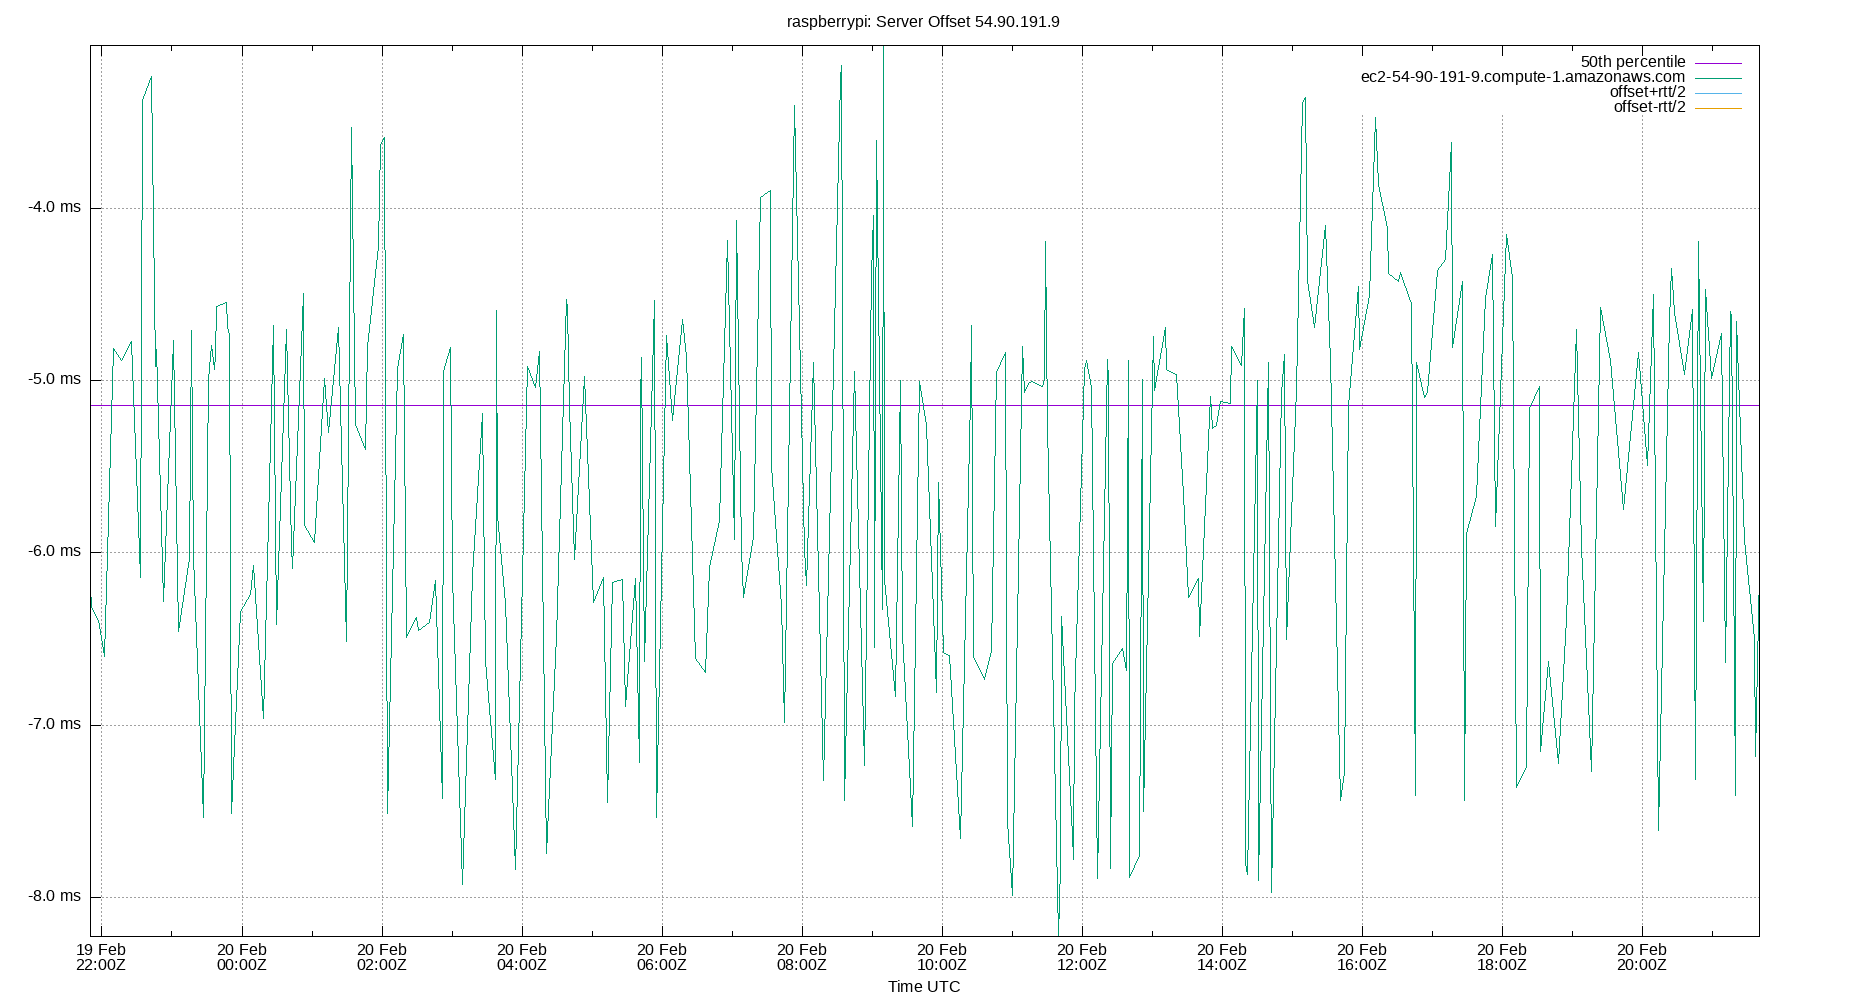 raspberrypi: Server Offset 54.90.191.9
50th percentile
ec2-54-90-191-9.compute-1.amazonaws.com
offset+rtt/2
offset-rtt/2
-4.0 ms
-5.0 ms
-6.0 ms
-7.0 ms
-8.0 ms
19 Feb 20 Feb 20 Feb 20 Feb 20 Feb 20 Feb 20 Feb 20 Feb 20 Feb 20 Feb 20 Feb 20 Feb
22:00Z 00:00Z 02:00Z 04:00Z 06:00Z 08:00Z 10:00Z 12:00Z 14:00Z 16:00Z 18:00Z 20:00Z
Time UTC